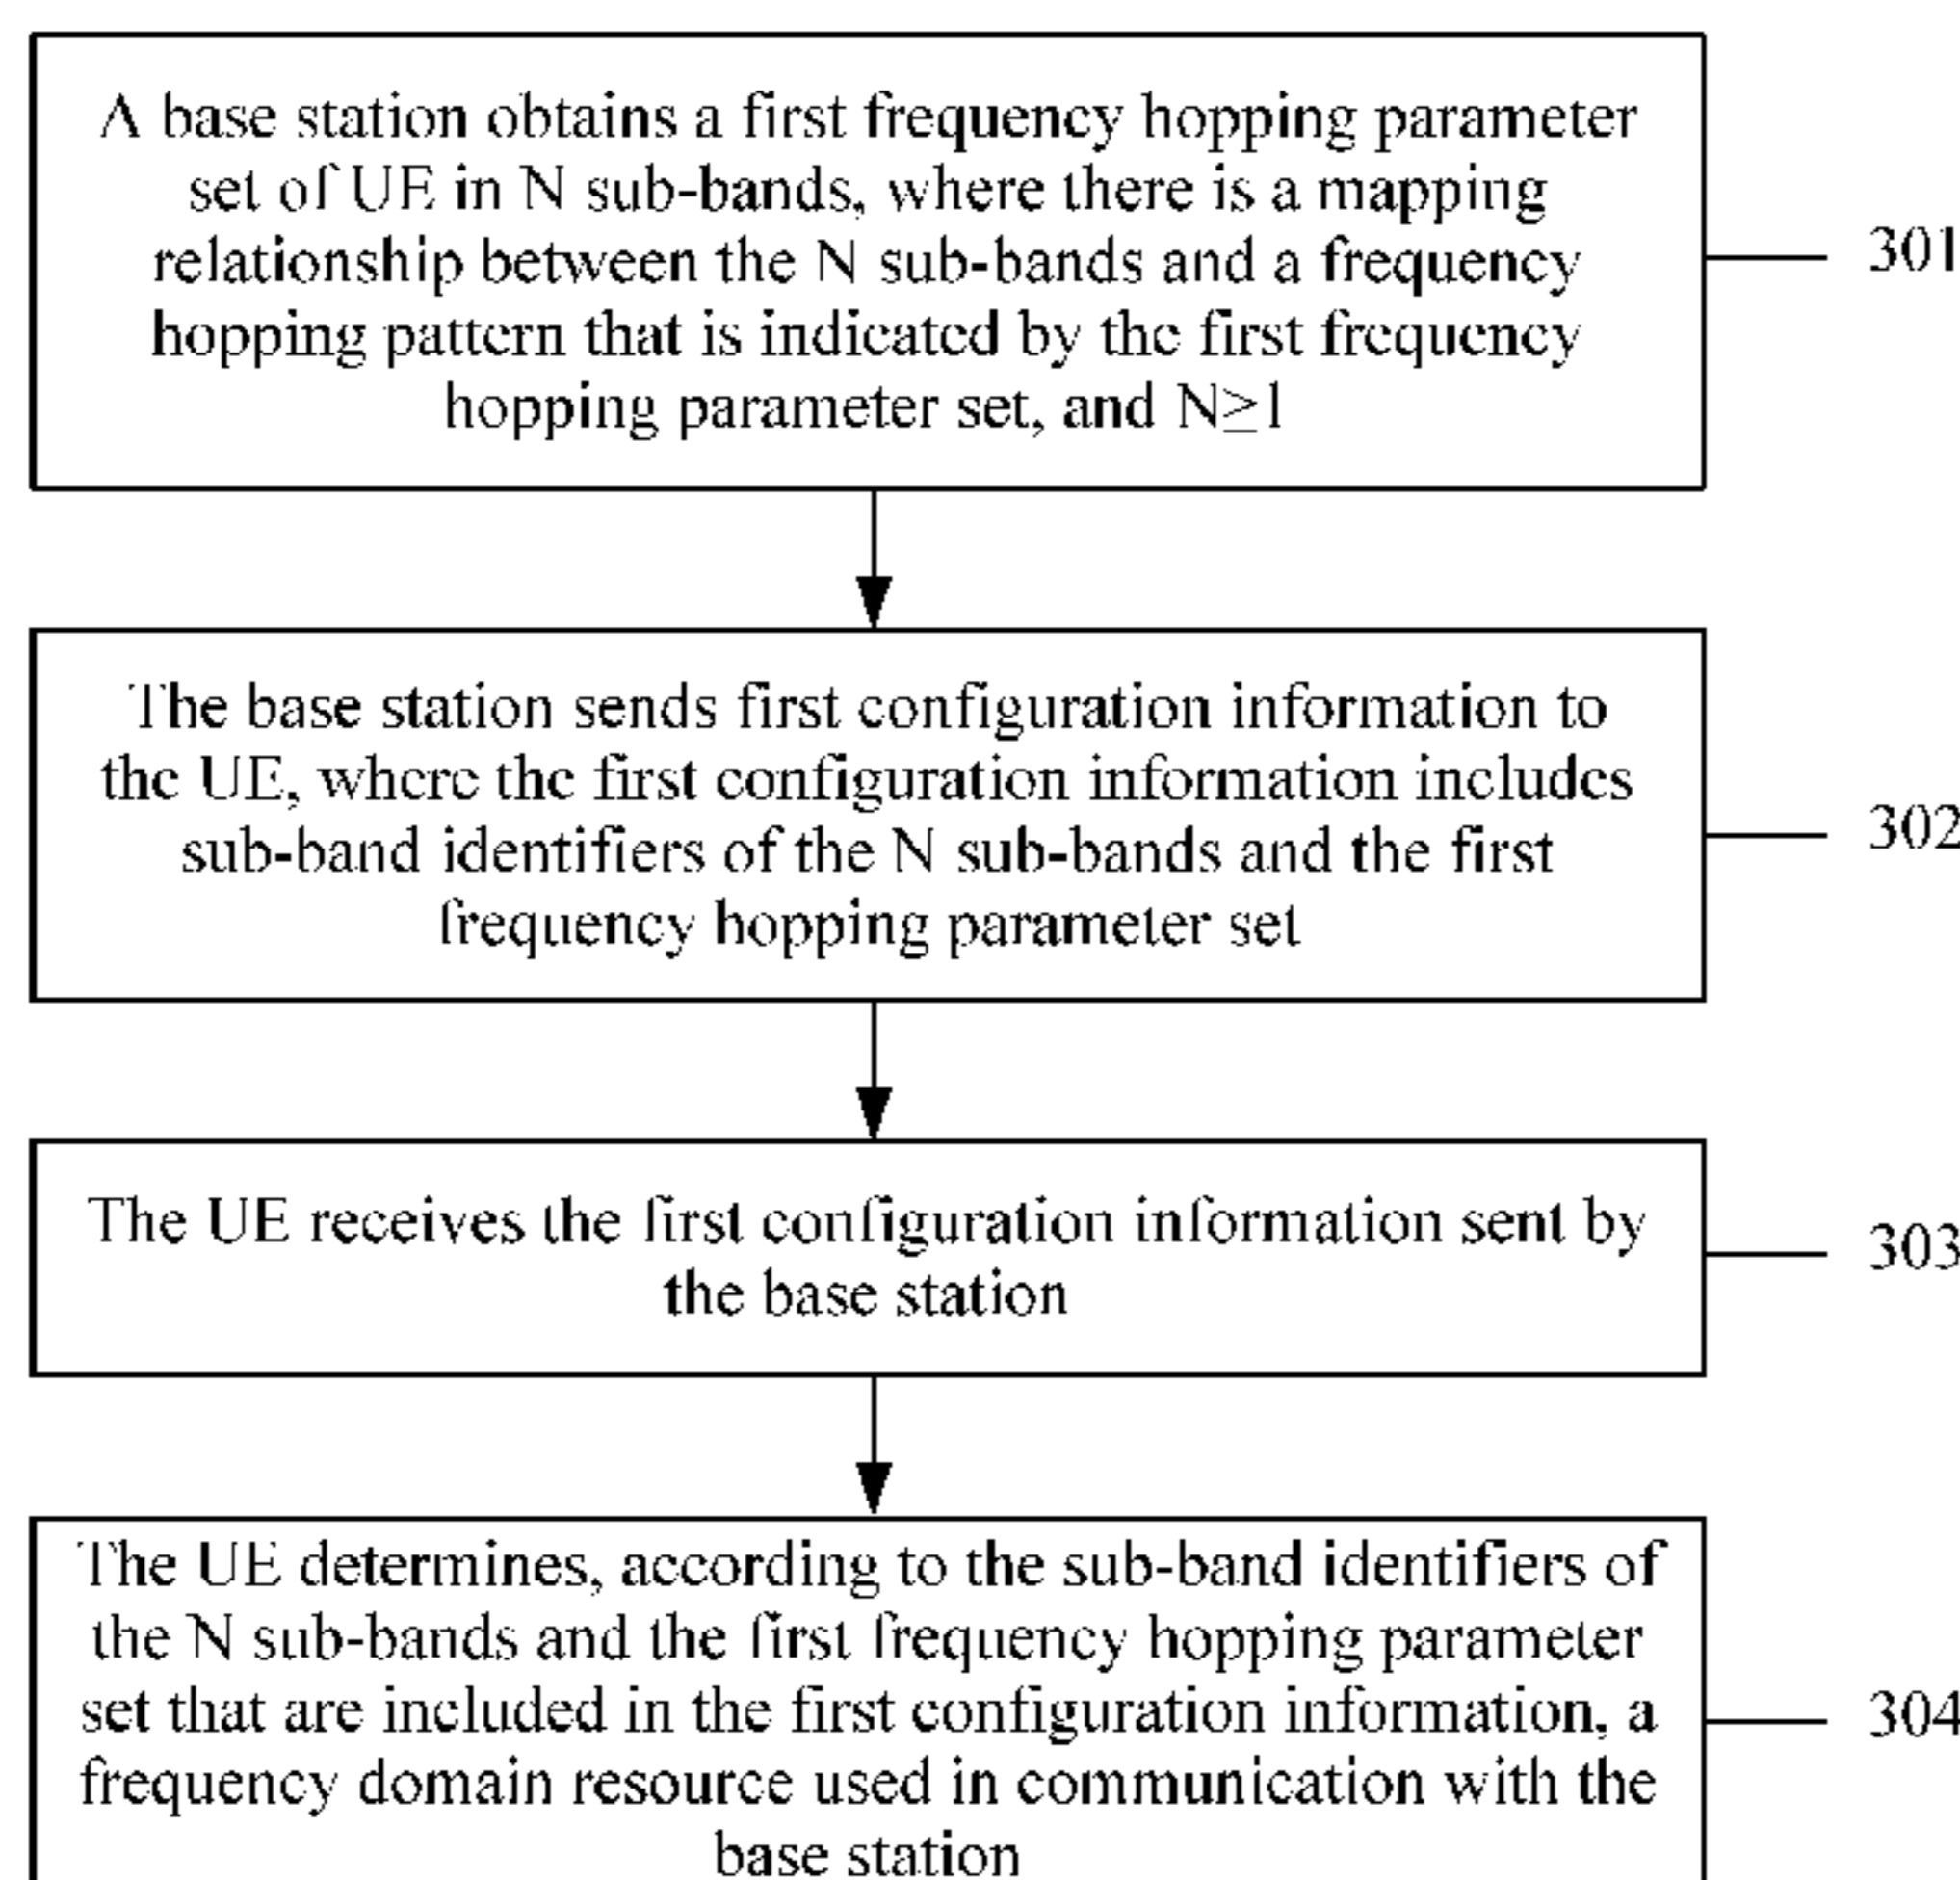 A base station obtains a first frequency hopping parameter
set of UE in N sub-bands, where there is a mapping
relationship between the N sub-bands and a frequency
hopping pattern that is indicated by the first frequency
hopping parameter set, and N≥1
301
The base station sends first configuration information to
the UE, where the first configuration information includes
sub-band identifiers of the N sub-bands and the first
frequency hopping parameter set
302
The UE receives the first configuration information sent by
the base station
303
The UE determines, according to the sub-band identifiers of
the N sub-bands and the first frequency hopping parameter
set that are included in the first configuration information, a
frequency domain resource used in communication with the
base station
304